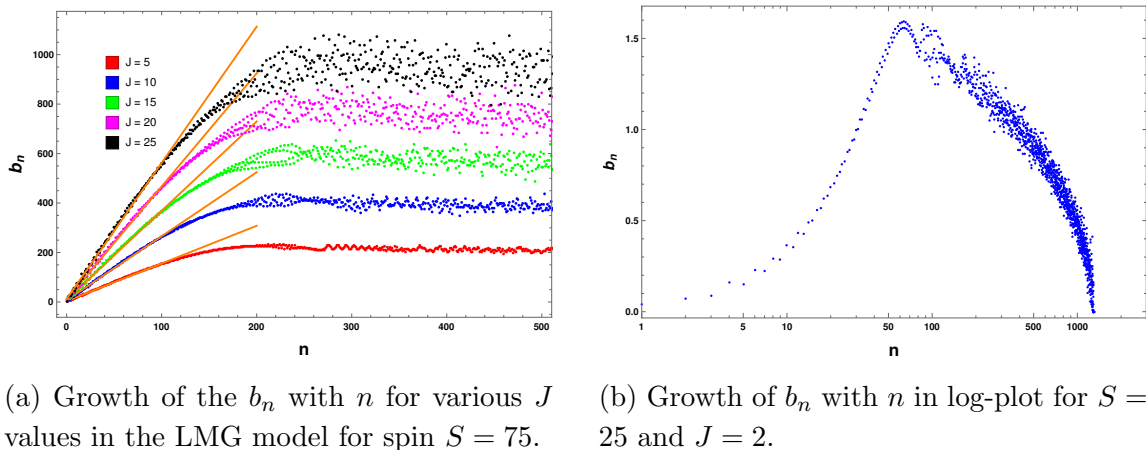 1000
800
600
400
200
0
b_n
J = 5
J = 10
J = 15
J = 20
J = 25
0 100 200 300 400 500
n
1.5
1.0
0.5
0.0
b_n
1 5 10 50 100 500 1000
n
(a) Growth of the b_n with n for various J
values in the LMG model for spin S = 75.
(b) Growth of b_n with n in log-plot for S =
25 and J = 2.